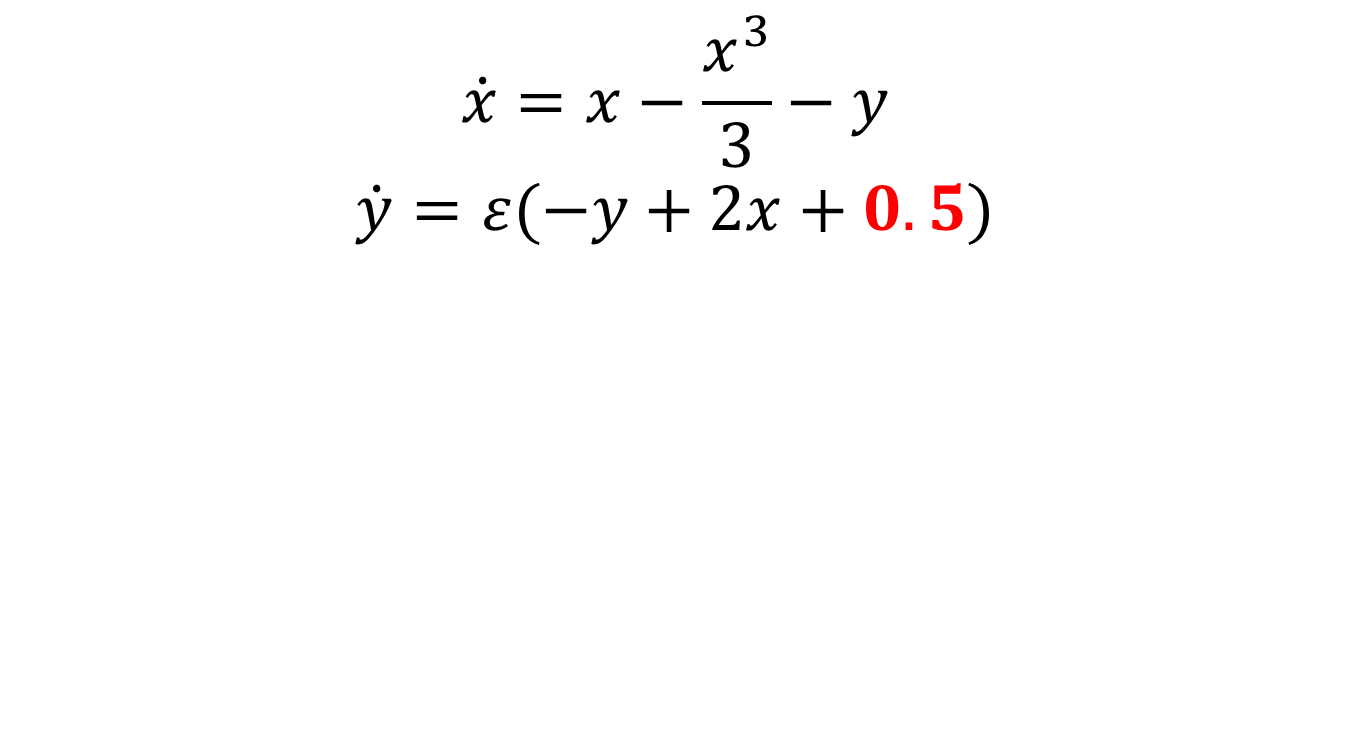 ẋ = x − x³/3 − y
ẏ = ε(−y + 2x + 0.5)